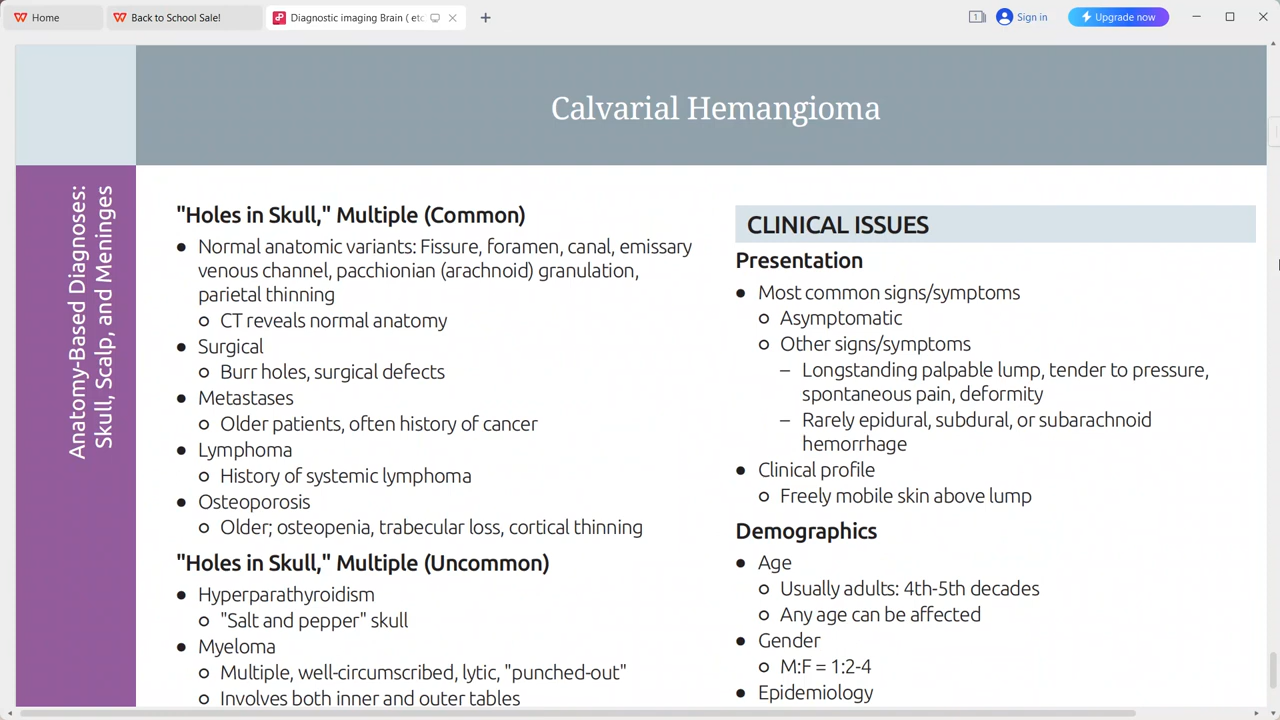 Home
Back to School Sale!
Diagnostic imaging Brain ( etc
1
Sign in
Upgrade now
Calvarial Hemangioma
Anatomy-Based Diagnoses:
Skull, Scalp, and Meninges
"Holes in Skull," Multiple (Common)
● Normal anatomic variants: Fissure, foramen, canal, emissary
venous channel, pacchionian (arachnoid) granulation,
parietal thinning
○ CT reveals normal anatomy
● Surgical
○ Burr holes, surgical defects
● Metastases
○ Older patients, often history of cancer
● Lymphoma
○ History of systemic lymphoma
● Osteoporosis
○ Older; osteopenia, trabecular loss, cortical thinning
"Holes in Skull," Multiple (Uncommon)
● Hyperparathyroidism
○ "Salt and pepper" skull
● Myeloma
○ Multiple, well-circumscribed, lytic, "punched-out"
○ Involves both inner and outer tables
CLINICAL ISSUES
Presentation
● Most common signs/symptoms
○ Asymptomatic
○ Other signs/symptoms
– Longstanding palpable lump, tender to pressure,
spontaneous pain, deformity
– Rarely epidural, subdural, or subarachnoid
hemorrhage
● Clinical profile
○ Freely mobile skin above lump
Demographics
● Age
○ Usually adults: 4th-5th decades
○ Any age can be affected
● Gender
○ M:F = 1:2-4
● Epidemiology